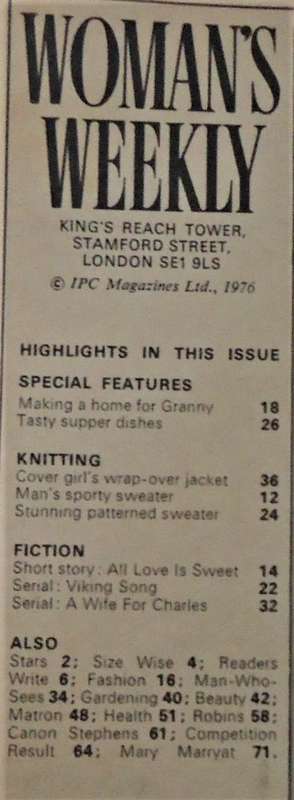 WOMAN'S
WEEKLY
KING'S REACH TOWER,
STAMFORD STREET,
LONDON SE1 9LS
© IPC Magazines Ltd., 1976
HIGHLIGHTS IN THIS ISSUE
SPECIAL FEATURES
Making a home for Granny 18
Tasty supper dishes 26
KNITTING
Cover girl's wrap-over jacket 36
Man's sporty sweater 12
Stunning patterned sweater 24
FICTION
Short story: All Love Is Sweet 14
Serial: Viking Song 22
Serial: A Wife For Charles 32
ALSO
Stars 2; Size Wise 4; Readers
Write 6; Fashion 16; Man-Who-
Sees 34; Gardening 40; Beauty 42;
Matron 48; Health 51; Robins 58;
Canon Stephens 61; Competition
Result 64; Mary Marryat 71.